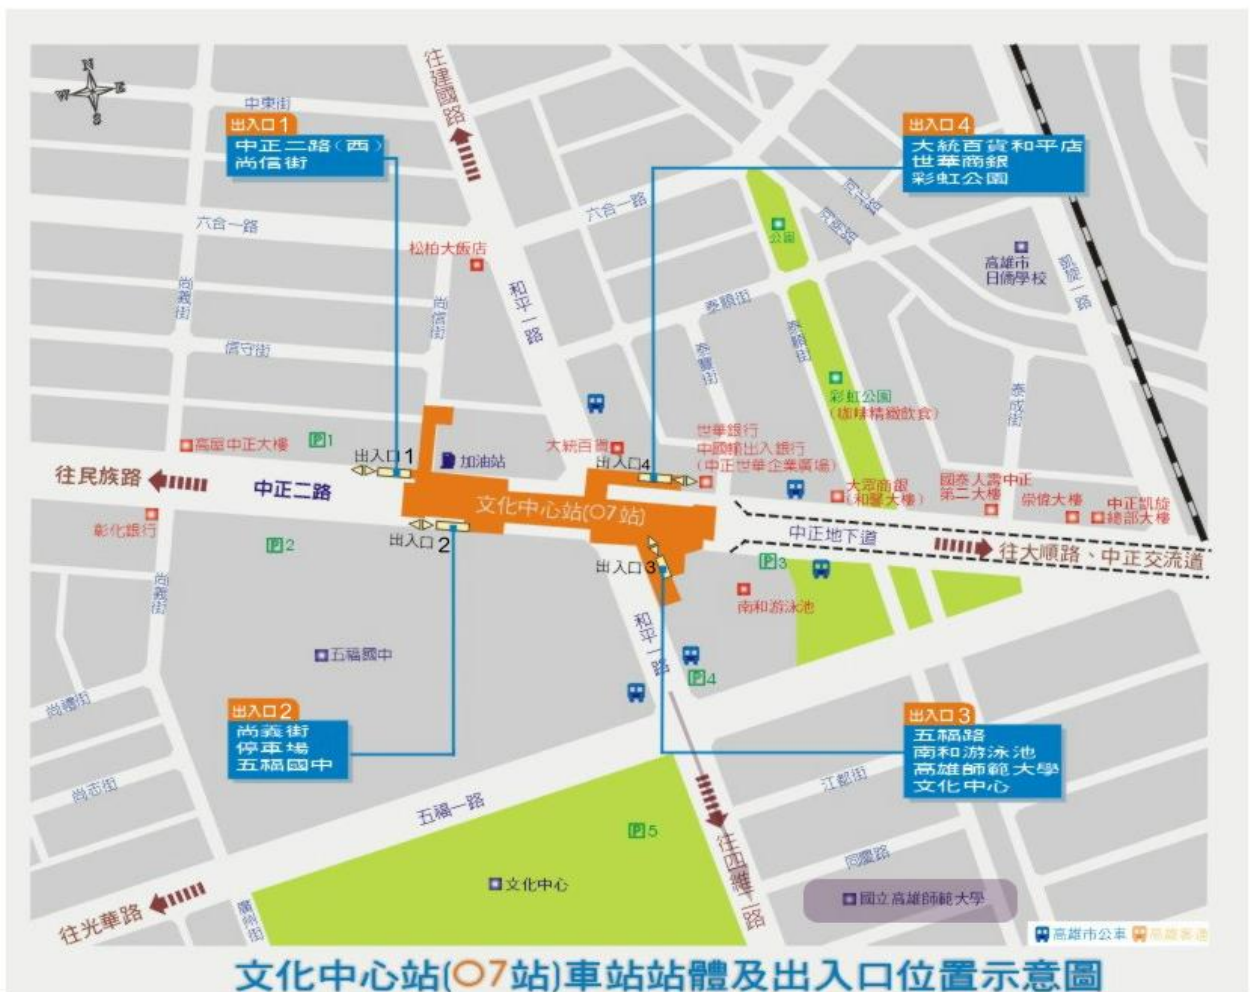 N
W
E
S
中東街
往建國路
出入口1
中正二路(西)
尚信街
出入口4
大統百貨和平店
世華商銀
彩虹公園
六合一路
六合一路
松柏大飯店
公園
高雄市
日僑學校
凱旋一路
尚義街
尚信街
和平一路
泰順街
泰順街
信守街
彩虹公園
(咖啡精緻飲食)
泰成街
P1
高屋中正大樓
出入口1
加油站
大統百貨
出入口4
世華銀行
中國輸出入銀行
(中正世華企業廣場)
大眾商銀
(和馨大樓)
國泰人壽中正
第二大樓
崇偉大樓
中正凱旋
總部大樓
往民族路
中正二路
文化中心站(O7站)
彰化銀行
P2
出入口2
出入口3
中正地下道
往大順路、中正交流道
P3
南和游泳池
尚義街
五福國中
和平一路
P4
尚禮街
出入口2
尚義街
停車場
五福國中
出入口3
五福路
南和游泳池
高雄師範大學
文化中心
尚志街
五福一路
江都街
P5
同慶路
往四維二路
文化中心
國立高雄師範大學
往光華路
廣州街
高雄市公車
高雄客運
文化中心站(O7站)車站站體及出入口位置示意圖